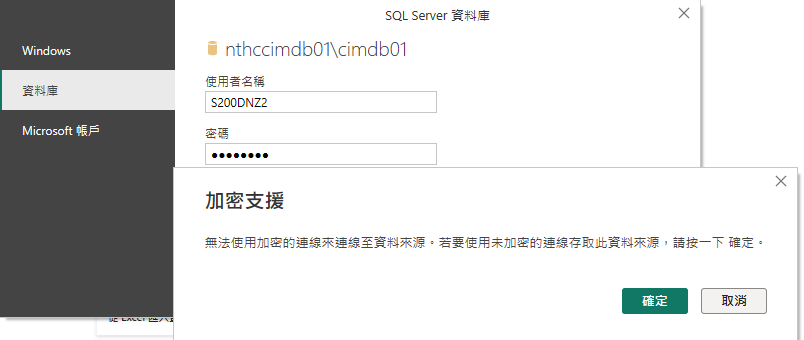 SQL Server 資料庫
Windows
資料庫
Microsoft 帳戶
nthccimdb01\cimdb01
使用者名稱
S200DNZ2
密碼
●●●●●●●●
加密支援
無法使用加密的連線來連線至資料來源。若要使用未加密的連線存取此資料來源，請按一下 確定。
確定
取消